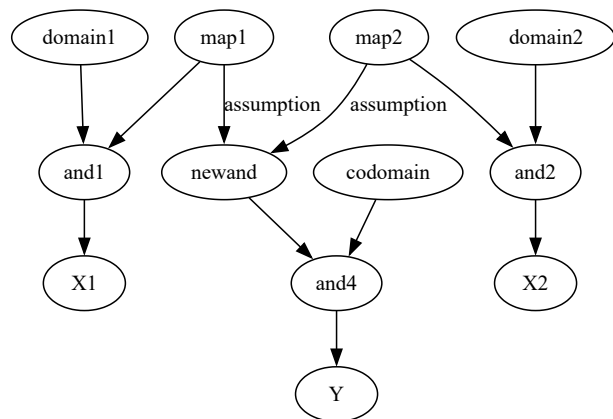 domain1
map1
map2
domain2
assumption
assumption
and1
newand
codomain
and2
X1
and4
X2
Y